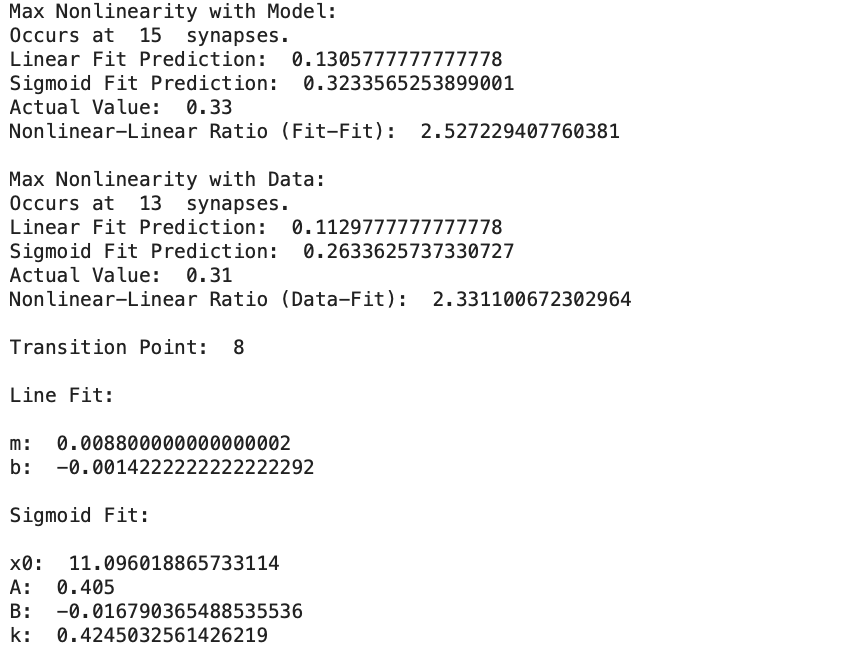 Max Nonlinearity with Model:
Occurs at  15  synapses.
Linear Fit Prediction:  0.1305777777777778
Sigmoid Fit Prediction:  0.3233565253899001
Actual Value:  0.33
Nonlinear-Linear Ratio (Fit-Fit):  2.527229407760381
Max Nonlinearity with Data:
Occurs at  13  synapses.
Linear Fit Prediction:  0.1129777777777778
Sigmoid Fit Prediction:  0.2633625737330727
Actual Value:  0.31
Nonlinear-Linear Ratio (Data-Fit):  2.331100672302964
Transition Point:  8
Line Fit:
m:  0.008800000000000002
b:  -0.0014222222222222292
Sigmoid Fit:
x0:  11.096018865733114
A:  0.405
B:  -0.016790365488535536
k:  0.4245032561426219